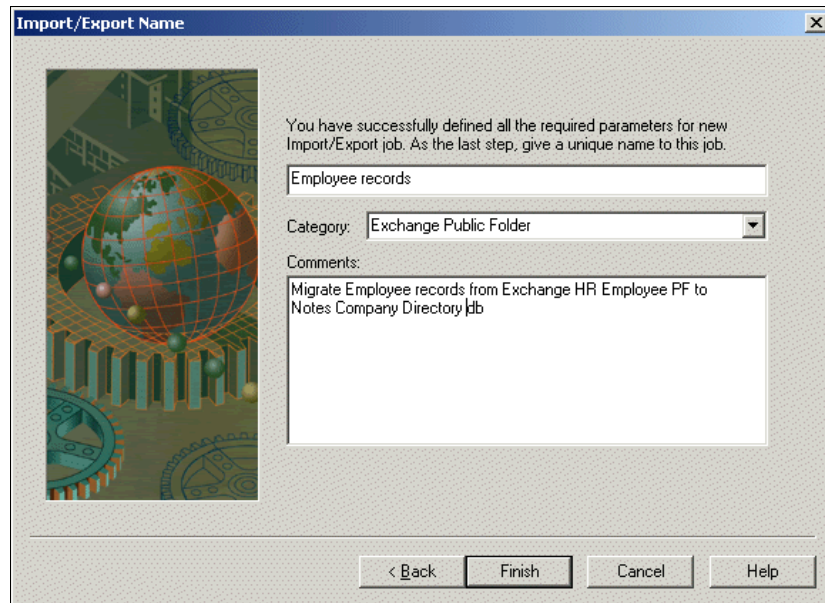 Import/Export Name
You have successfully defined all the required parameters for new
Import/Export job. As the last step, give a unique name to this job.
Employee records
Category: Exchange Public Folder
Comments:
Migrate Employee records from Exchange HR Employee PF to
Notes Company Directory db
< Back Finish Cancel Help